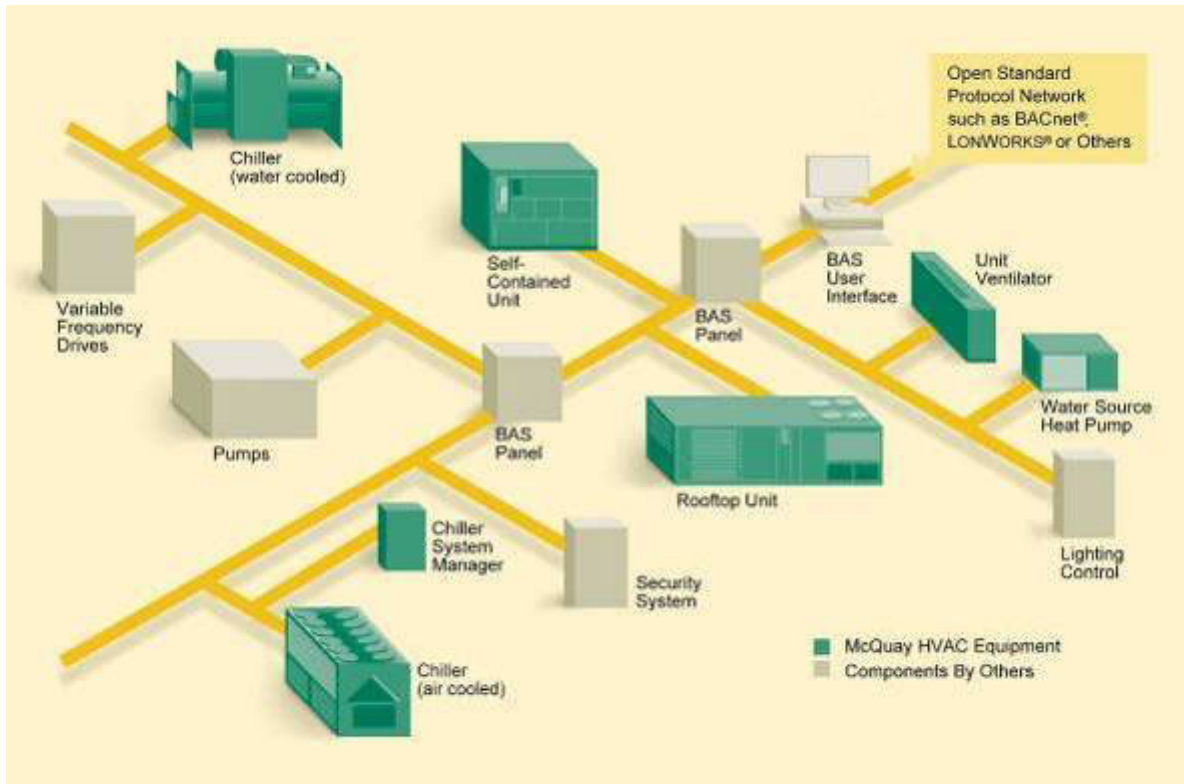 Open Standard
Protocol Network
such as BACnet®,
LONWORKS® or Others
Chiller
(water cooled)
Self-
Contained
Unit
BAS
User
Interface
Unit
Ventilator
Variable
Frequency
Drives
BAS
Panel
Water Source
Heat Pump
Pumps
BAS
Panel
Rooftop Unit
Chiller
System
Manager
Security
System
Lighting
Control
McQuay HVAC Equipment
Components By Others
Chiller
(air cooled)